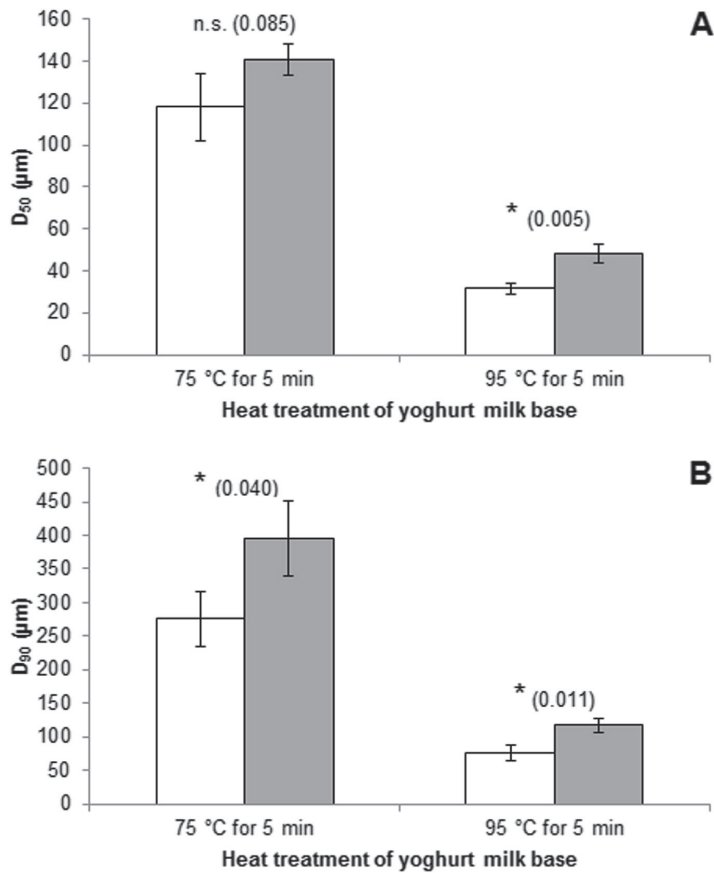 A
n.s. (0.085)
* (0.005)
D50 (µm)
160
140
120
100
80
60
40
20
0
75 °C for 5 min
95 °C for 5 min
Heat treatment of yoghurt milk base
B
* (0.040)
* (0.011)
D90 (µm)
500
450
400
350
300
250
200
150
100
50
0
75 °C for 5 min
95 °C for 5 min
Heat treatment of yoghurt milk base